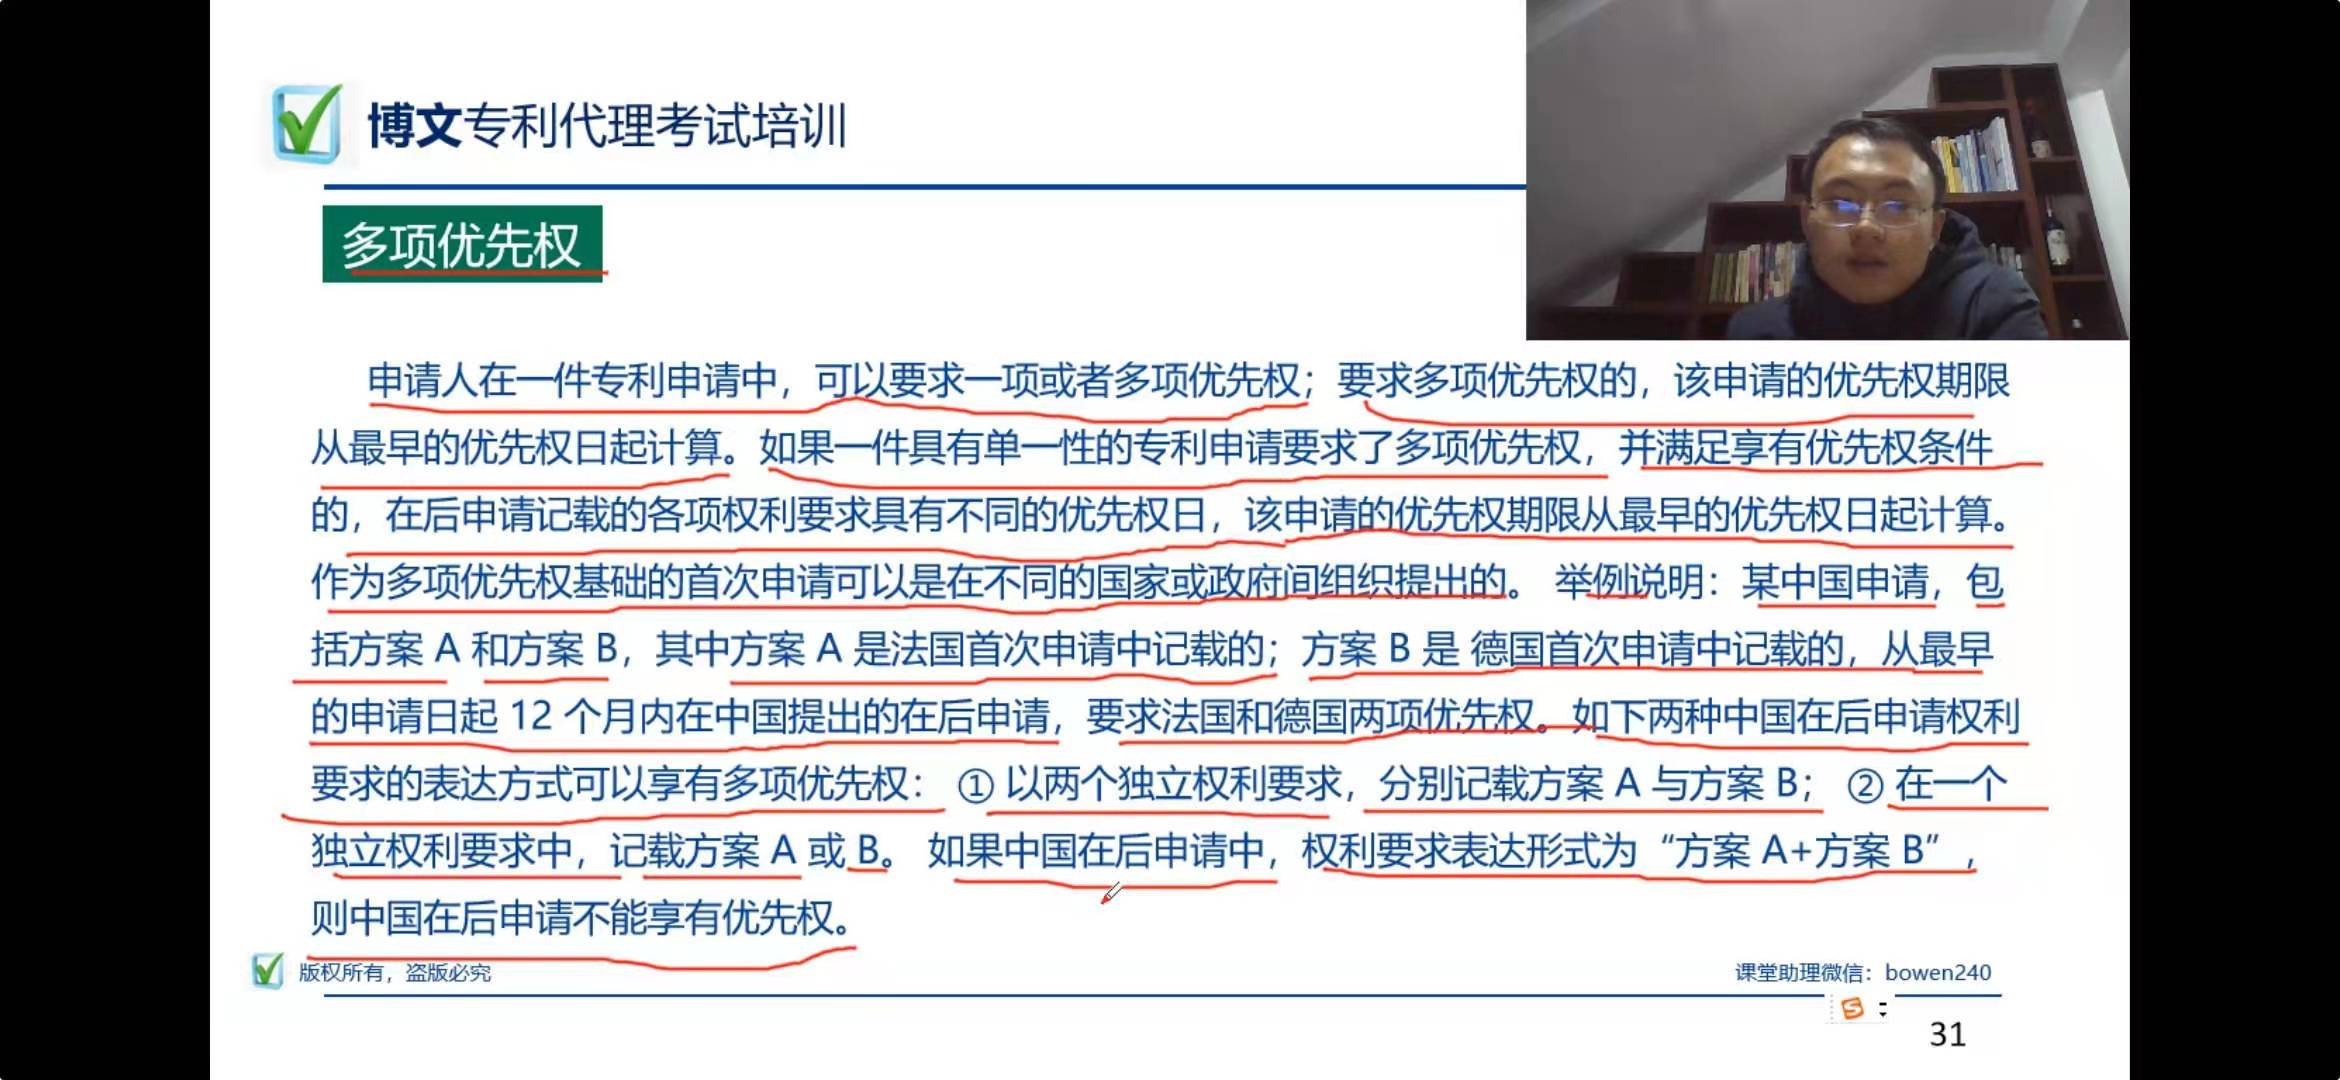 博文专利代理考试培训
多项优先权
申请人在一件专利申请中，可以要求一项或者多项优先权；要求多项优先权的，该申请的优先权期限
从最早的优先权日起计算。如果一件具有单一性的专利申请要求了多项优先权，并满足享有优先权条件
的，在后申请记载的各项权利要求具有不同的优先权日，该申请的优先权期限从最早的优先权日起计算。
作为多项优先权基础的首次申请可以是在不同的国家或政府间组织提出的。 举例说明：某中国申请，包
括方案 A 和方案 B，其中方案 A 是法国首次申请中记载的；方案 B 是 德国首次申请中记载的，从最早
的申请日起 12 个月内在中国提出的在后申请，要求法国和德国两项优先权。如下两种中国在后申请权利
要求的表达方式可以享有多项优先权： ① 以两个独立权利要求，分别记载方案 A 与方案 B； ② 在一个
独立权利要求中，记载方案 A 或 B。 如果中国在后申请中，权利要求表达形式为“方案 A+方案 B”，
则中国在后申请不能享有优先权。
版权所有，盗版必究
课堂助理微信：bowen240
31